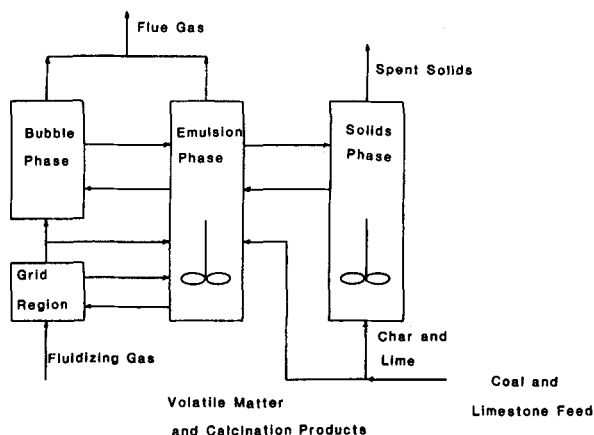 Flue Gas
Spent Solids
Bubble
Phase
Emulsion
Phase
Solids
Phase
Grid
Region
Fluidizing Gas
Char and
Lime
Coal and
Limestone Feed
Volatile Matter
and Calcination Products